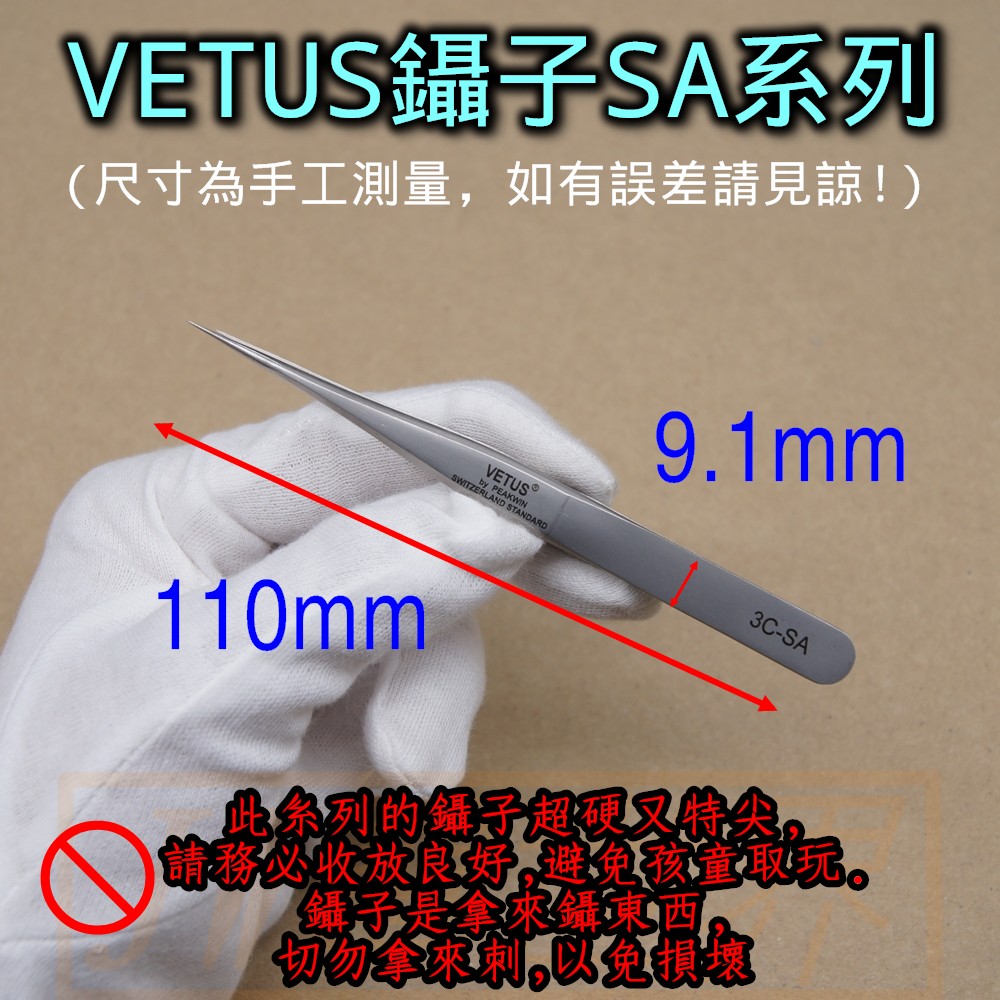 VETUS鑷子SA系列
(尺寸為手工測量，如有誤差請見諒!)
9.1mm
VETUS®
by PEAKWIN
SWITZERLAND STANDARD
110mm
3C-SA
此系列的鑷子超硬又特尖,
請務必收放良好,避免孩童取玩。
鑷子是拿來鑷東西,
切勿拿來刺,以免損壞